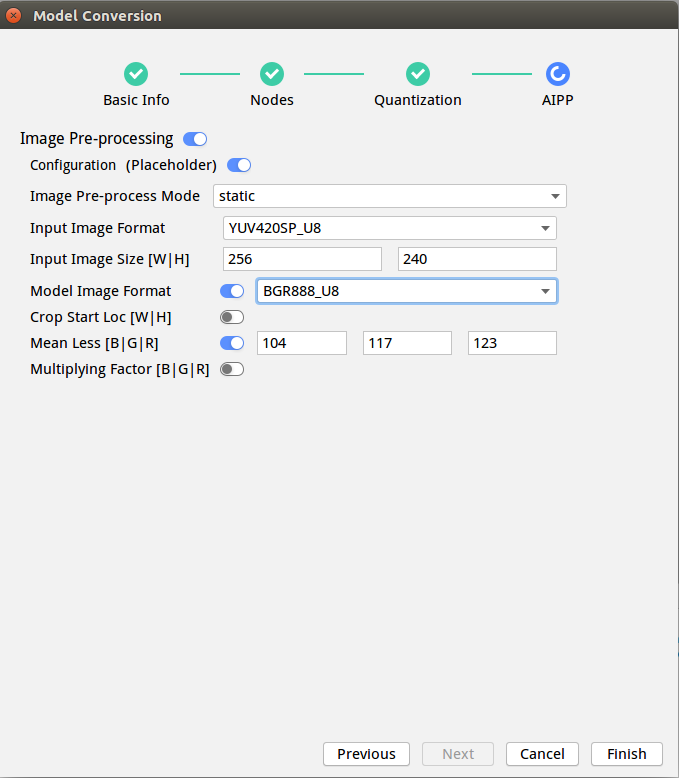 Model Conversion
Basic Info Nodes Quantization AIPP
Image Pre-processing
Configuration (Placeholder)
Image Pre-process Mode static
Input Image Format YUV420SP_U8
Input Image Size [W|H] 256 240
Model Image Format BGR888_U8
Crop Start Loc [W|H]
Mean Less [B|G|R] 104 117 123
Multiplying Factor [B|G|R]
Previous Next Cancel Finish